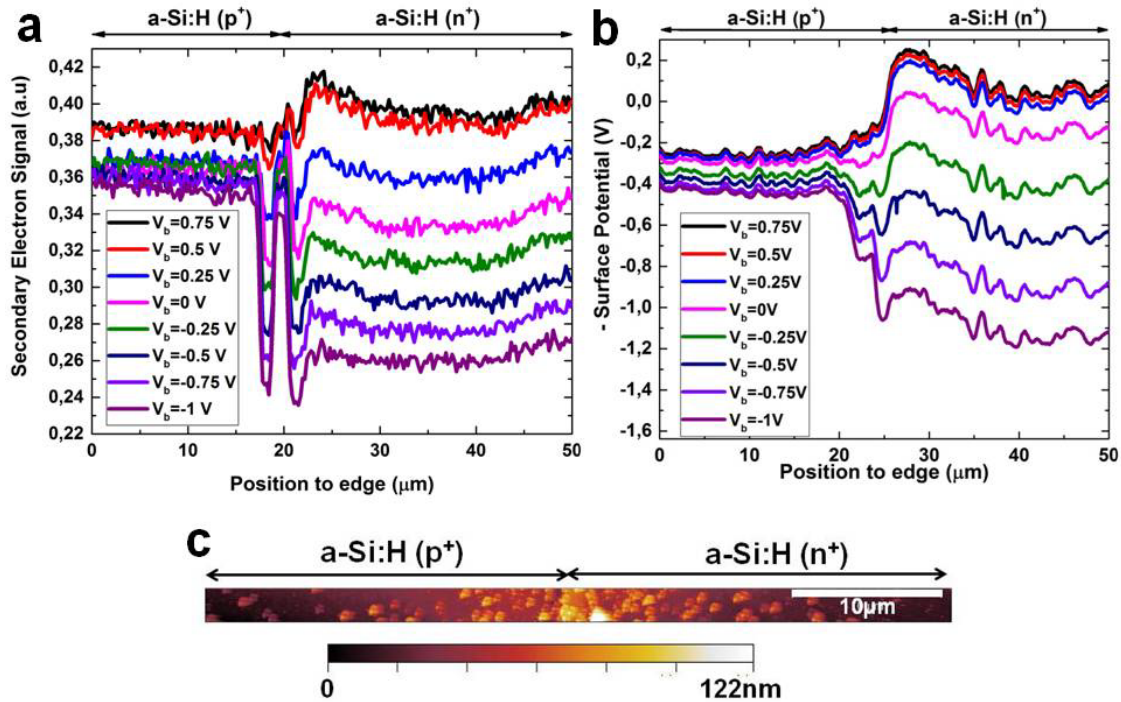 a
a-Si:H (p+)
a-Si:H (n+)
Secondary Electron Signal (a.u)
0,42
0,40
0,38
0,36
0,34
0,32
0,30
0,28
0,26
0,24
0,22
Vb=0.75 V
Vb=0.5 V
Vb=0.25 V
Vb=0 V
Vb=-0.25 V
Vb=-0.5 V
Vb=-0.75 V
Vb=-1 V
0 10 20 30 40 50
Position to edge (μm)
b
a-Si:H (p+)
a-Si:H (n+)
- Surface Potential (V)
0,2
0,0
-0,2
-0,4
-0,6
-0,8
-1,0
-1,2
-1,4
-1,6
Vb=0.75V
Vb=0.5V
Vb=0.25V
Vb=0V
Vb=-0.25V
Vb=-0.5V
Vb=-0.75V
Vb=-1V
0 10 20 30 40 50
Position to edge (μm)
c
a-Si:H (p+)
a-Si:H (n+)
10μm
0
122nm